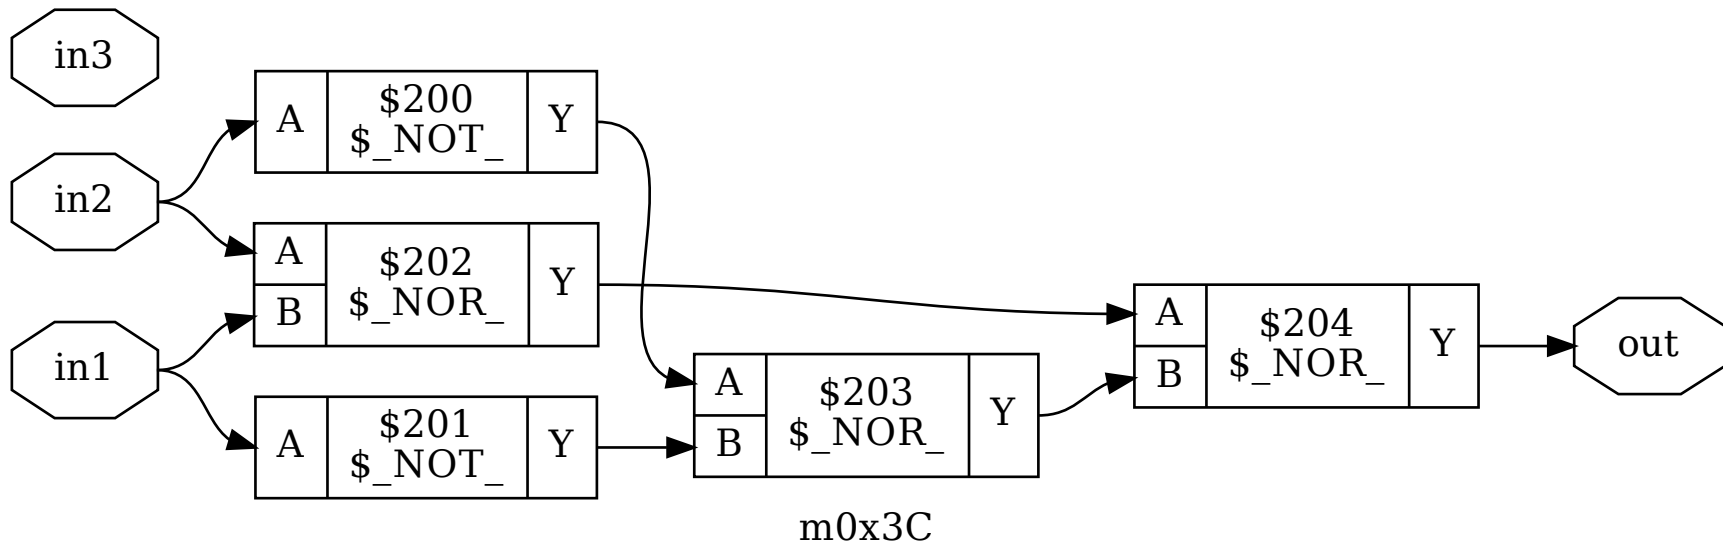 in3
in2
in1
A
$200
$_NOT_
Y
A
B
$202
$_NOR_
Y
A
$201
$_NOT_
Y
A
B
$203
$_NOR_
Y
A
B
$204
$_NOR_
Y
out
m0x3C